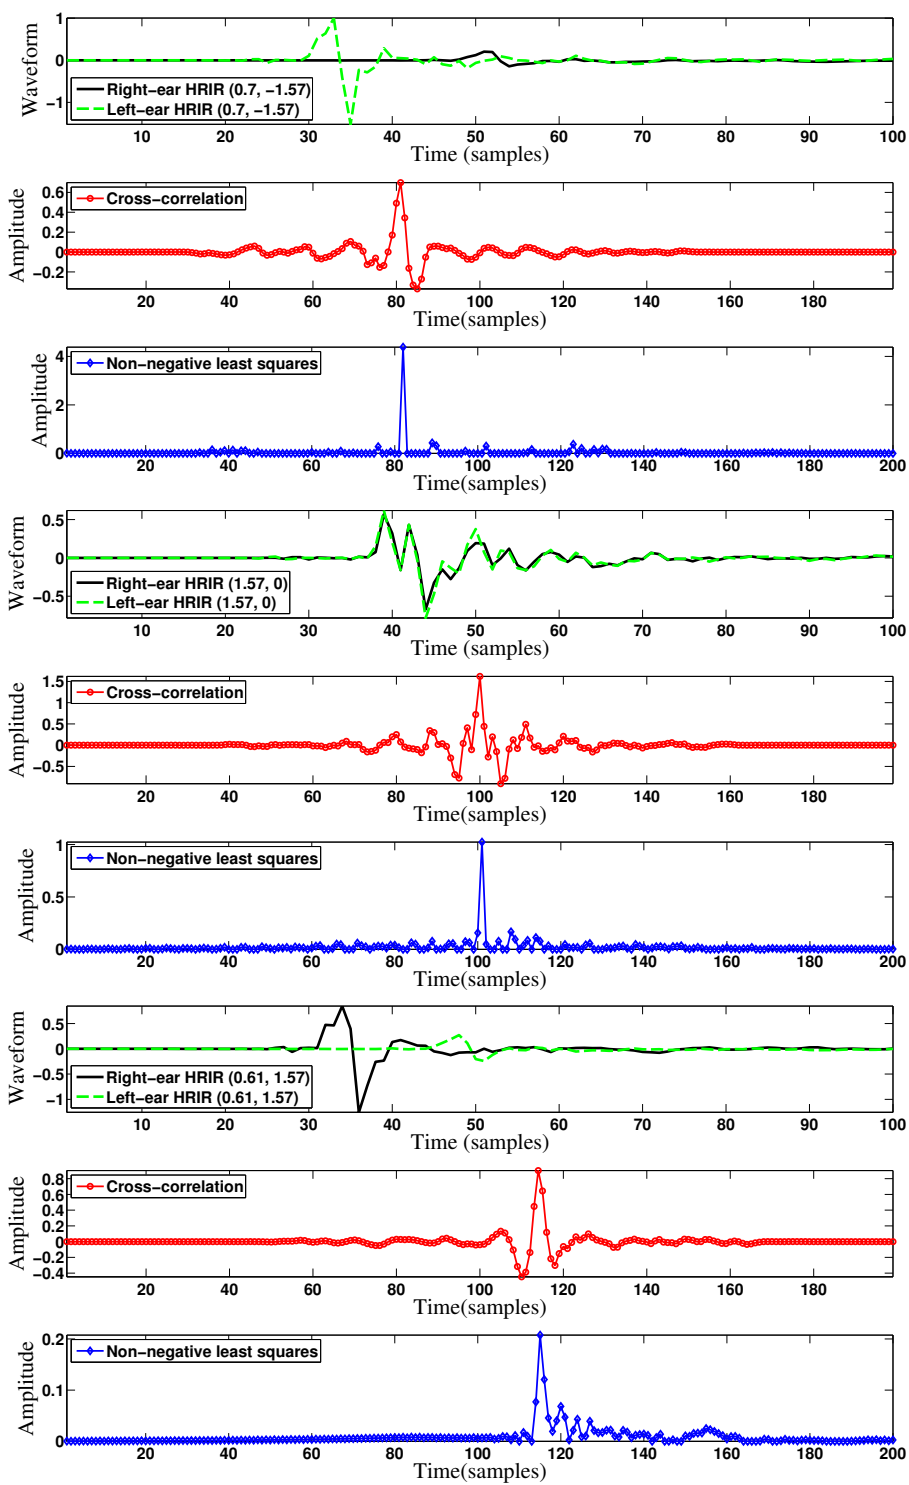 Waveform
1
0
−1
Right−ear HRIR (0.7, −1.57)
Left−ear HRIR (0.7, −1.57)
10 20 30 40 50 60 70 80 90 100
Time (samples)
Amplitude
0.6
0.4
0.2
0
−0.2
Cross−correlation
20 40 60 80 100 120 140 160 180
Time(samples)
Amplitude
4
2
0
Non−negative least squares
20 40 60 80 100 120 140 160 180 200
Time(samples)
Waveform
0.5
0
−0.5
Right−ear HRIR (1.57, 0)
Left−ear HRIR (1.57, 0)
10 20 30 40 50 60 70 80 90 100
Time (samples)
Amplitude
1.5
1
0.5
0
−0.5
Cross−correlation
20 40 60 80 100 120 140 160 180
Time(samples)
Amplitude
1
0.5
0
Non−negative least squares
20 40 60 80 100 120 140 160 180 200
Time(samples)
Waveform
0.5
0
−0.5
−1
Right−ear HRIR (0.61, 1.57)
Left−ear HRIR (0.61, 1.57)
10 20 30 40 50 60 70 80 90 100
Time (samples)
Amplitude
0.8
0.6
0.4
0.2
0
−0.2
−0.4
Cross−correlation
20 40 60 80 100 120 140 160 180
Time(samples)
Amplitude
0.2
0.1
0
Non−negative least squares
20 40 60 80 100 120 140 160 180 200
Time(samples)